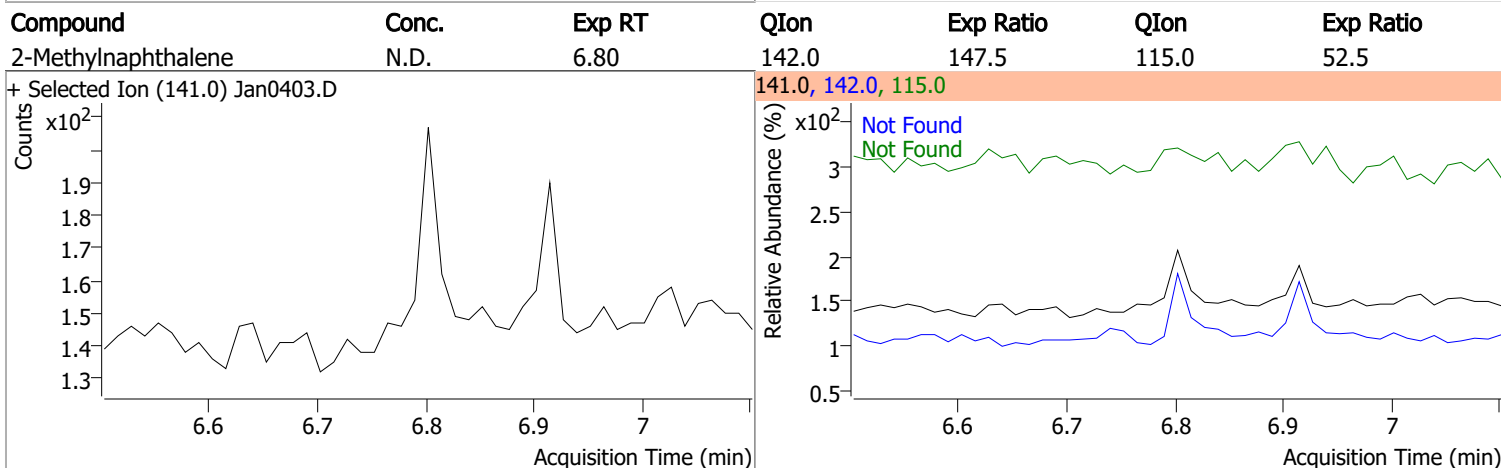 Compound Conc. Exp RT QIon Exp Ratio QIon Exp Ratio
2-Methylnaphthalene N.D. 6.80 142.0 147.5 115.0 52.5
+ Selected Ion (141.0) Jan0403.D
Counts
x10²
1.9
1.8
1.7
1.6
1.5
1.4
1.3
6.6 6.7 6.8 6.9 7
Acquisition Time (min)
141.0, 142.0, 115.0
Relative Abundance (%)
x10²
Not Found
Not Found
3
2.5
2
1.5
1
0.5
6.6 6.7 6.8 6.9 7
Acquisition Time (min)